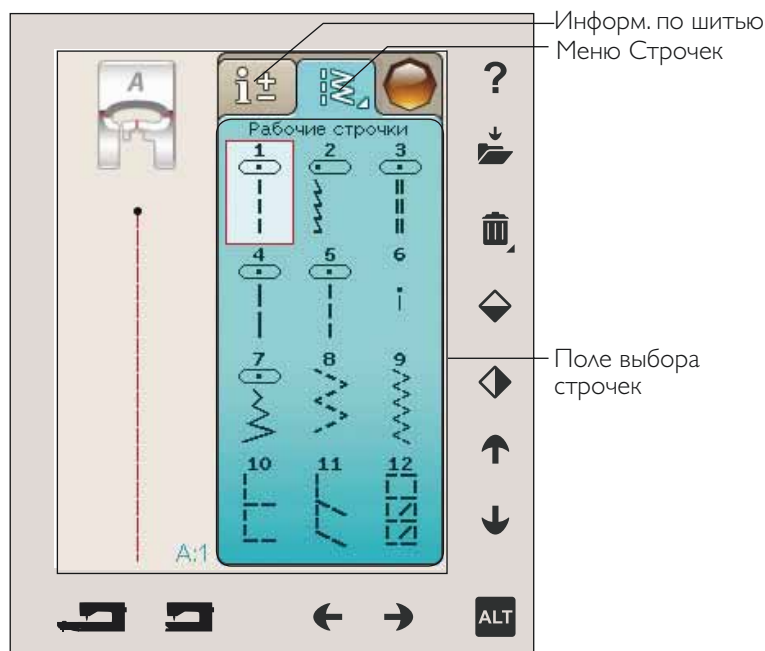 Информ. по шитью
Меню Строчек
A
?
Рабочие строчки
1 2 3
4 5 6
Поле выбора
строчек
7 8 9
10 11 12
A:1
ALT